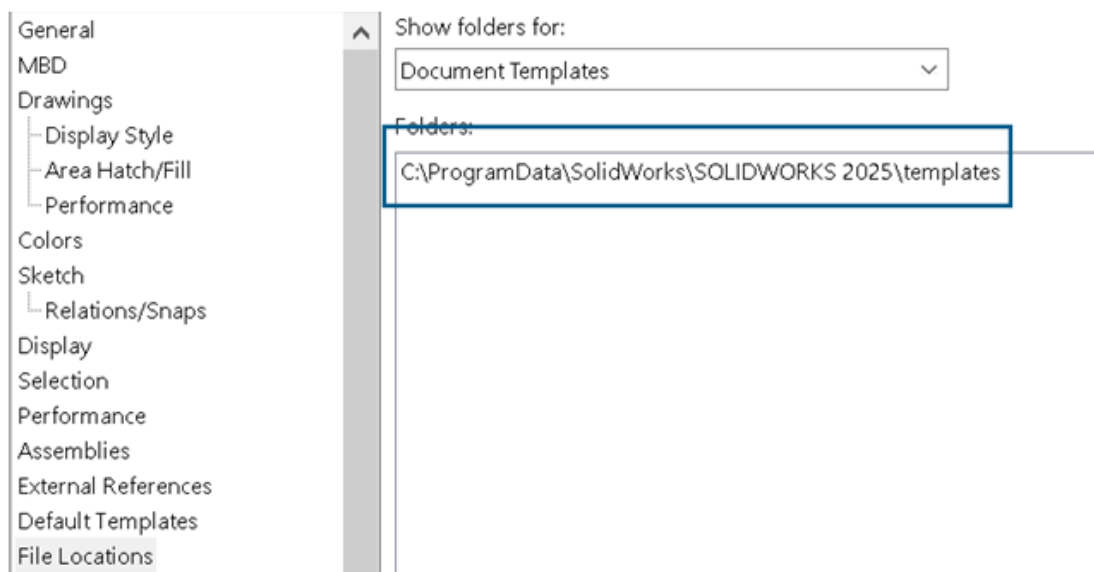 General
MBD
Drawings
Display Style
Area Hatch/Fill
Performance
Colors
Sketch
Relations/Snaps
Display
Selection
Performance
Assemblies
External References
Default Templates
File Locations
Show folders for:
Document Templates
Folders:
C:\ProgramData\SolidWorks\SOLIDWORKS 2025\templates